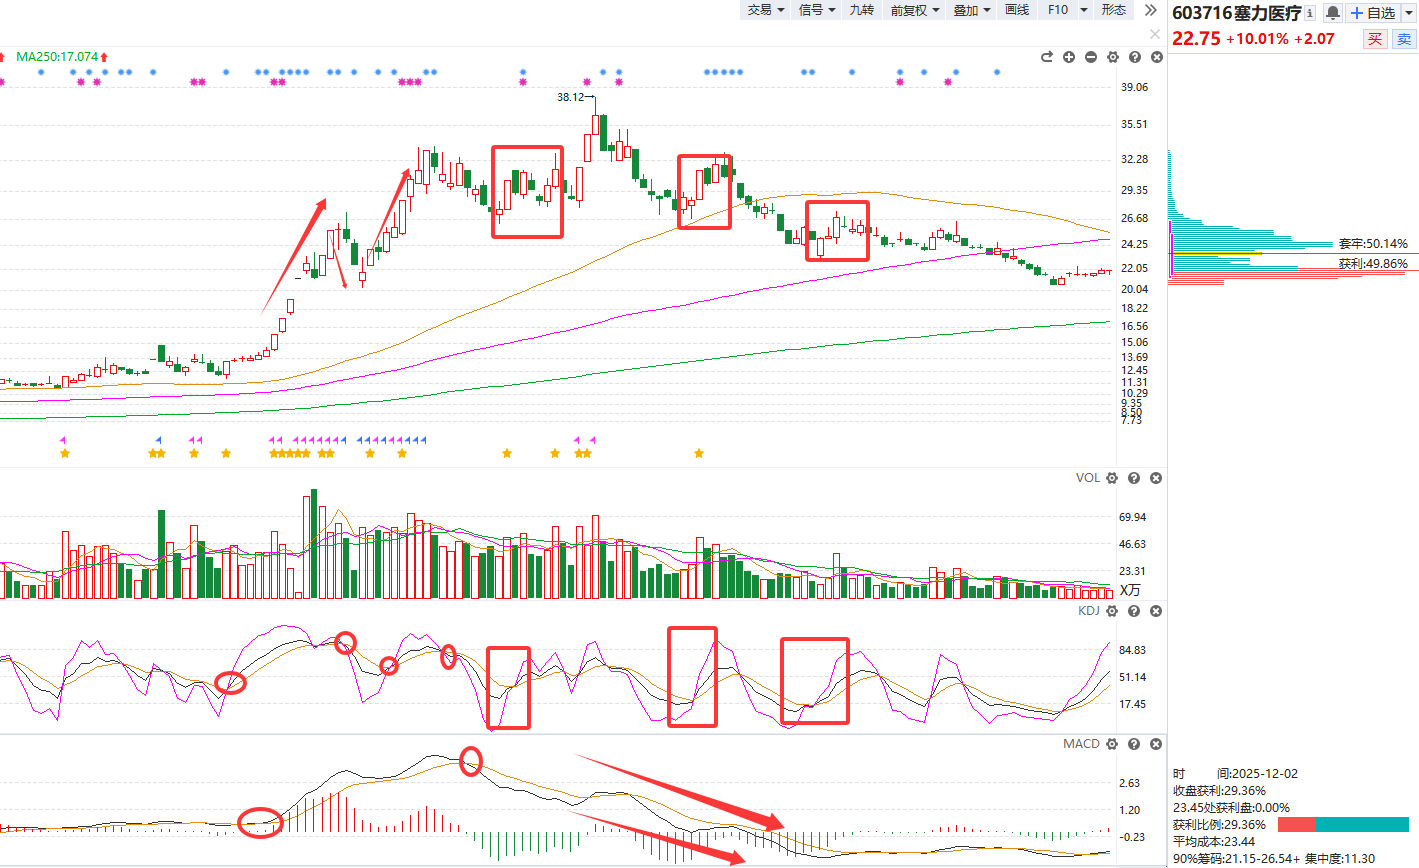 交易 信号 九转 前复权 叠加 画线 F10 形态
603716塞力医疗 自选
22.75 +10.01% +2.07 买 卖
MA250:17.074
38.12
39.06
35.51
32.28
29.35
26.68
24.25
22.05
20.04
18.22
16.56
15.06
13.69
12.45
11.31
10.29
9.35
8.50
7.73
套牢:50.14%
获利:49.86%
VOL
69.94
46.63
23.31
X万
KDJ
84.83
51.14
17.45
MACD
2.63
1.20
-0.23
时 间:2025-12-02
收盘获利:29.36%
23.45处获利盘:0.00%
获利比例:29.36%
平均成本:23.44
90%筹码:21.15-26.54+ 集中度:11.30